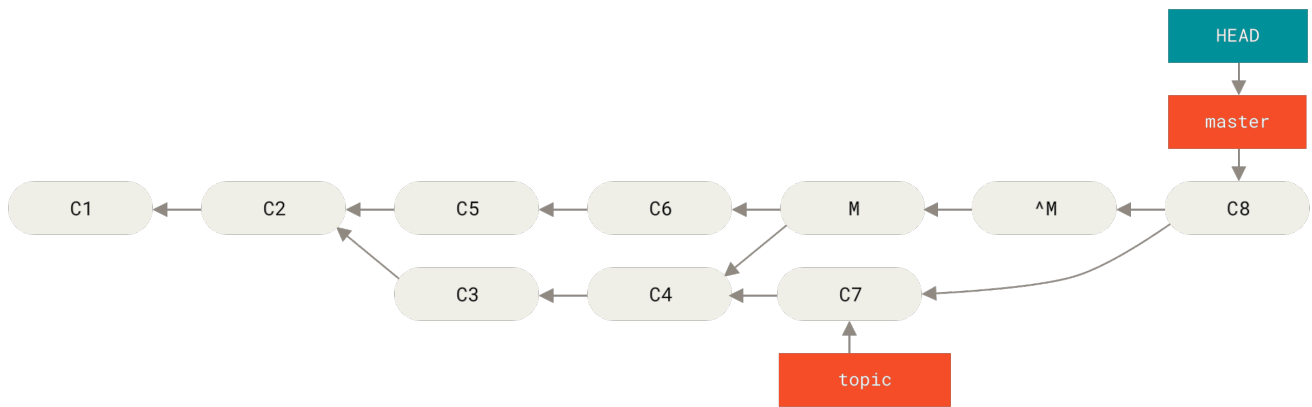 HEAD
master
C1 C2 C5 C6 M ^M C8
C3 C4 C7
topic